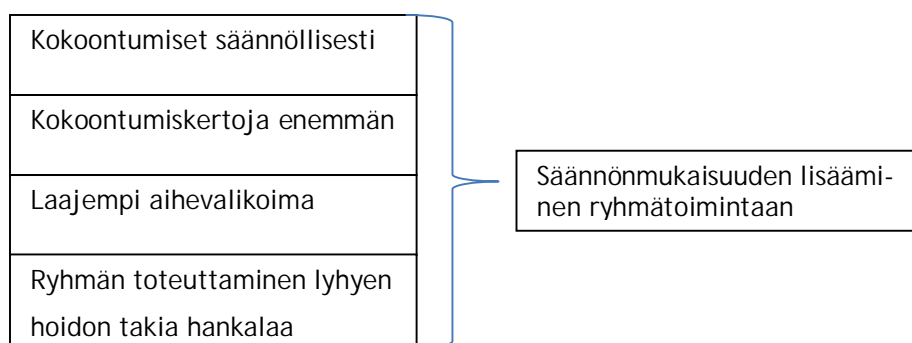 Kokoontumiset säännöllisesti
Kokoontumiskertoja enemmän
Laajempi aihevalikoima
Ryhmän toteuttaminen lyhyen
hoidon takia hankalaa
Säännönmukaisuuden lisäämi-
nen ryhmätoimintaan